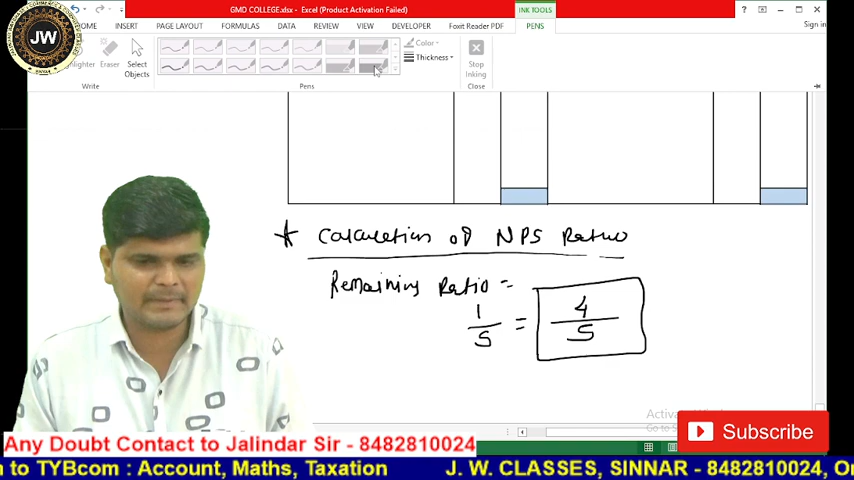 GMD COLLEGE.xlsx - Excel (Product Activation Failed)
INK TOOLS
Sign in
HOME INSERT PAGE LAYOUT FORMULAS DATA REVIEW VIEW DEVELOPER Foxit Reader PDF PENS
JW
Highlighter Eraser Select Objects
Color
Thickness
Stop Inking
Write Pens Close
* Calculation of NPS Ratio
Remaining Ratio =
1/5 = 4/5
Subscribe
Any Doubt Contact to Jalindar Sir - 8482810024
n to TYBcom : Account, Maths, Taxation J. W. CLASSES, SINNAR - 8482810024, On